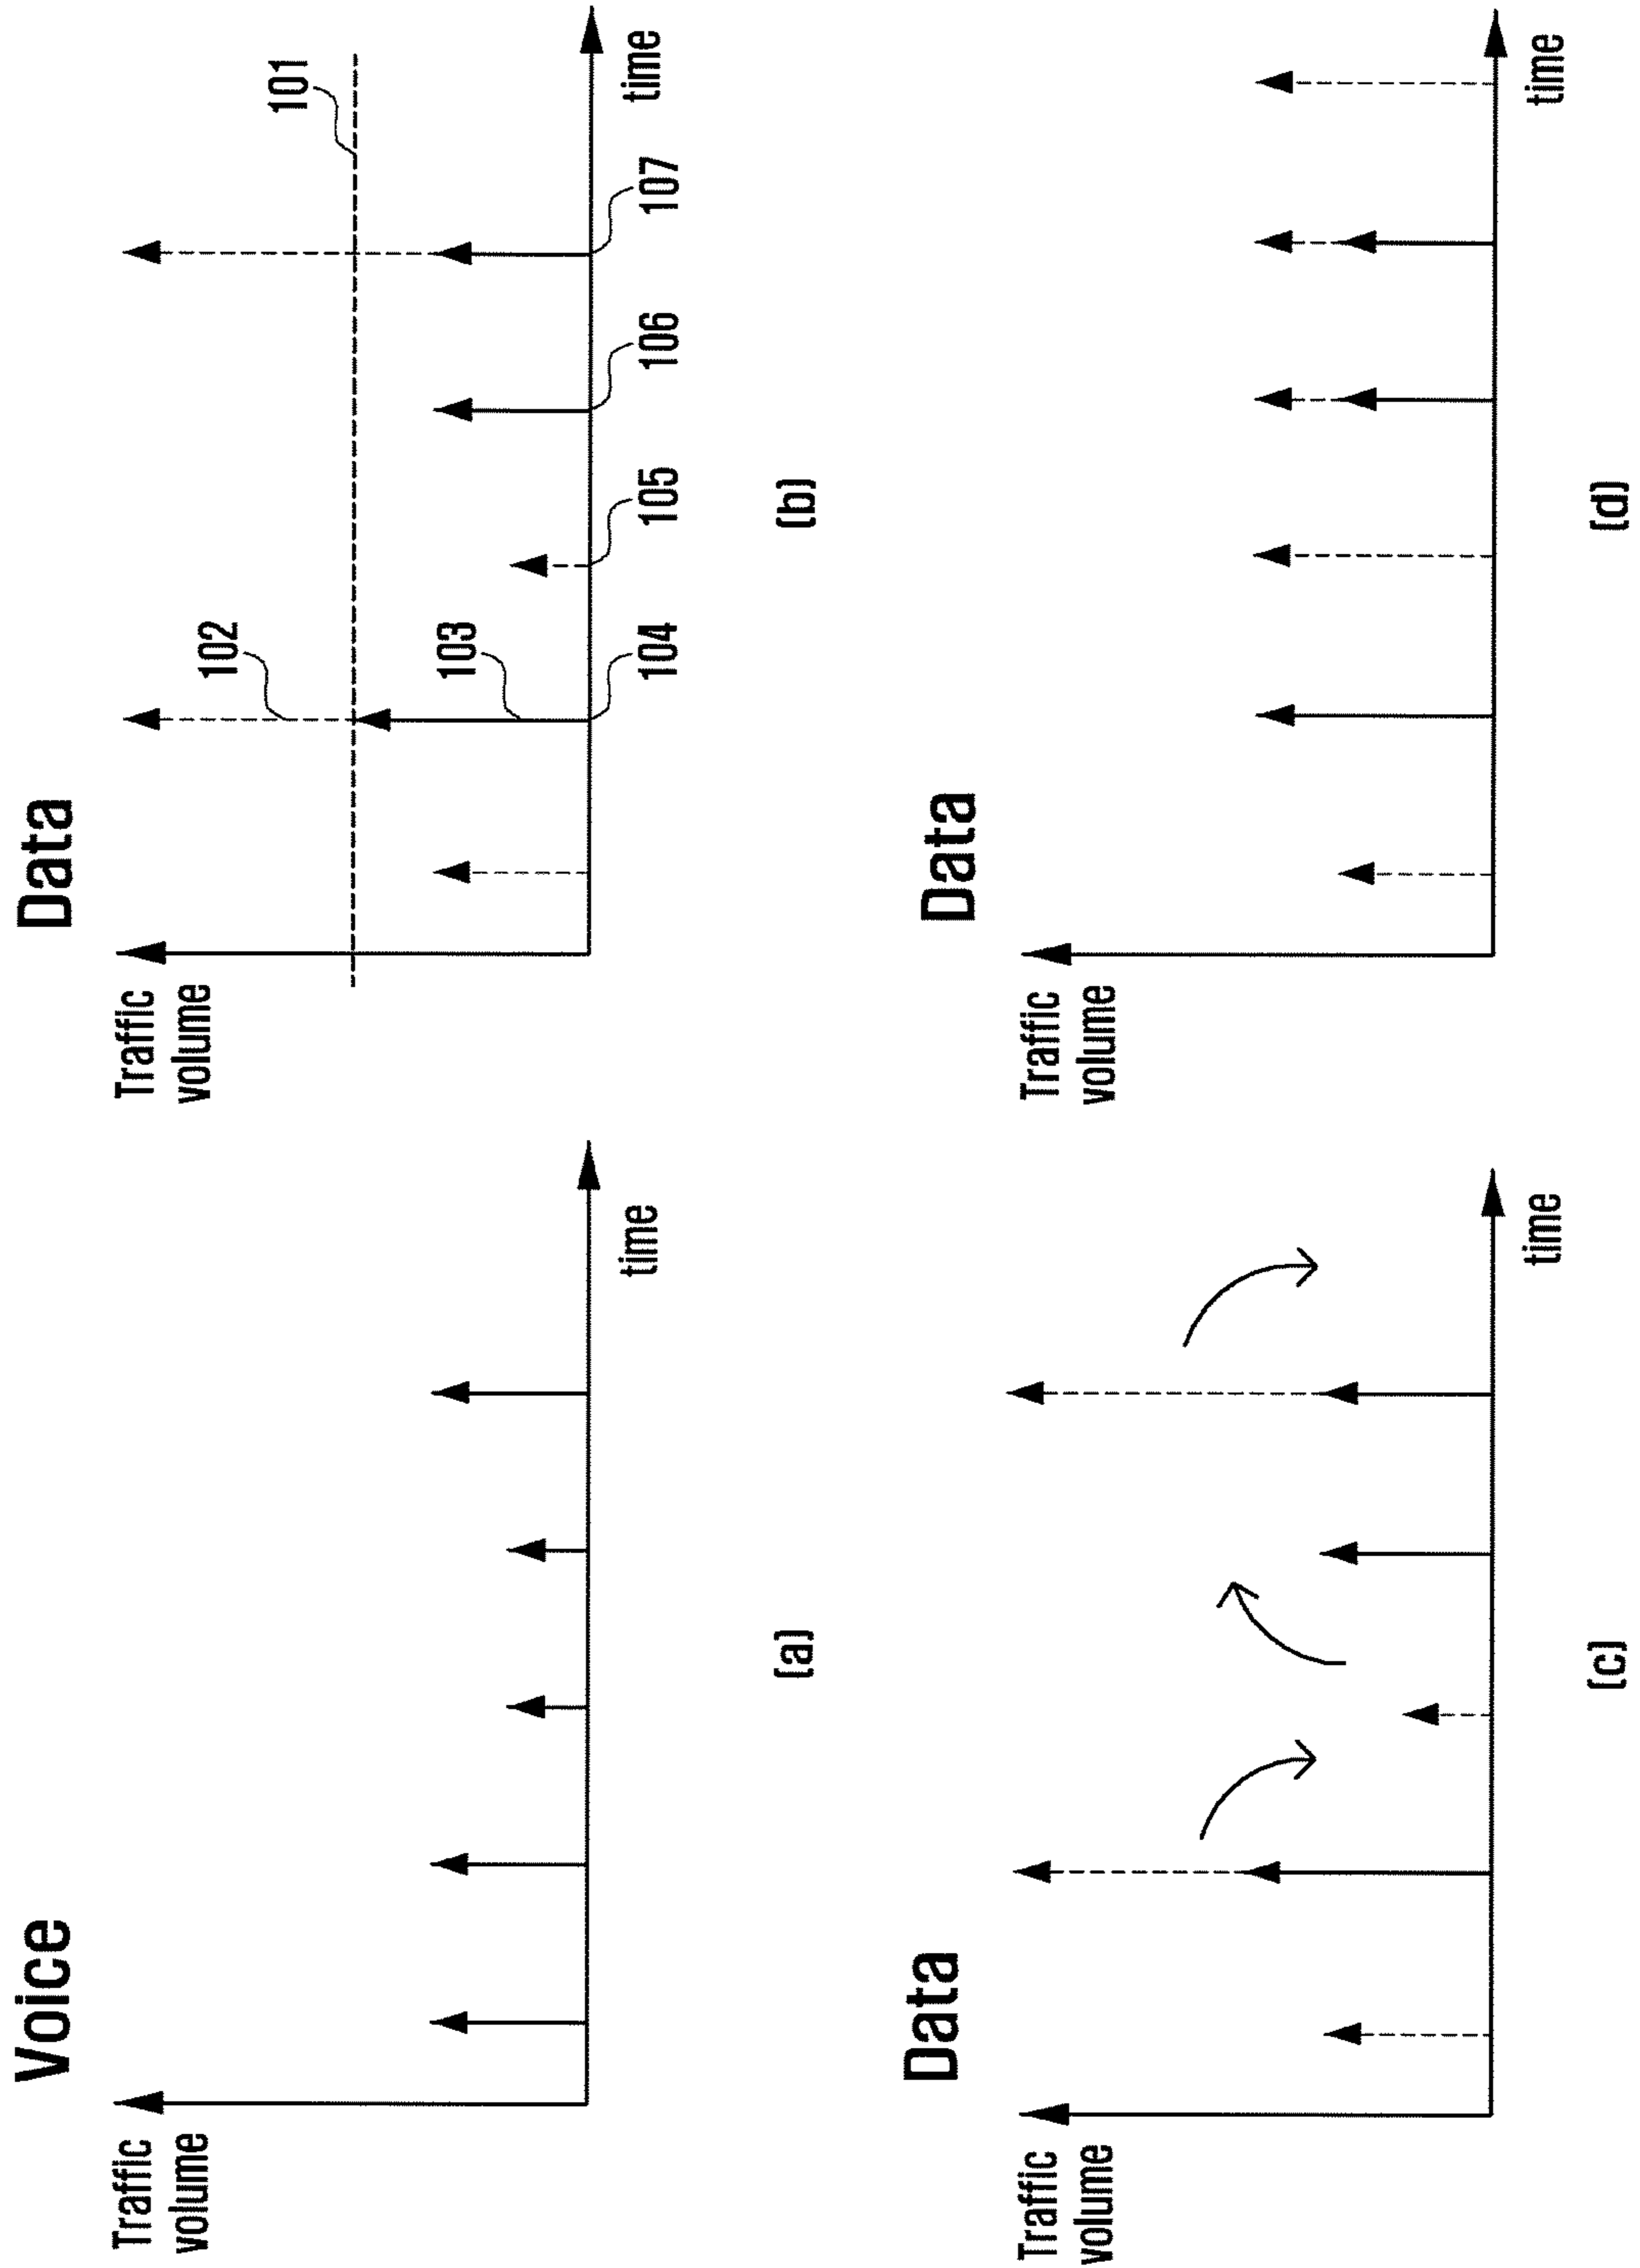 Voice
Traffic
volume
time
(a)
Data
Traffic
volume
101
102
103
104
105
106
107
time
(b)
Data
Traffic
volume
time
(c)
Data
Traffic
volume
time
(d)